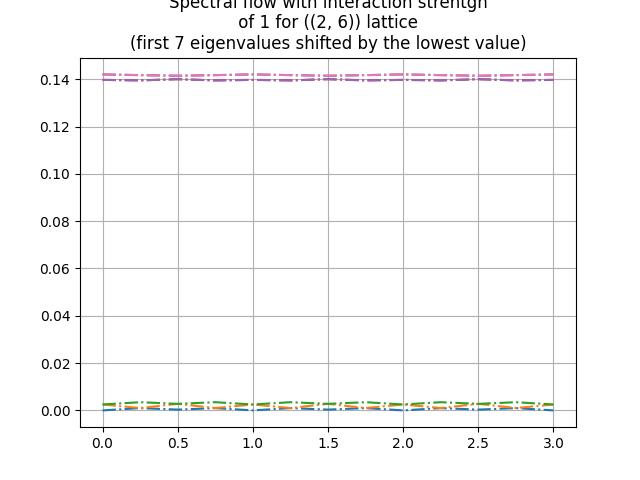 Spectral flow with interaction strentgh
of 1 for ((2, 6)) lattice
(first 7 eigenvalues shifted by the lowest value)
0.14
0.12
0.10
0.08
0.06
0.04
0.02
0.00
0.0 0.5 1.0 1.5 2.0 2.5 3.0